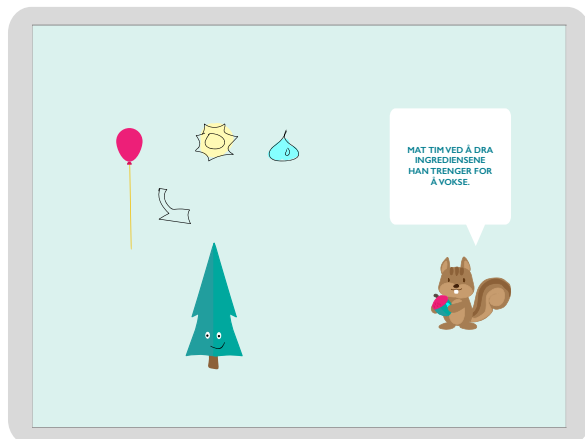 MAT TIM VED Å DRA
INGREDIENSENE
HAN TRENGER FOR
Å VOKSE.